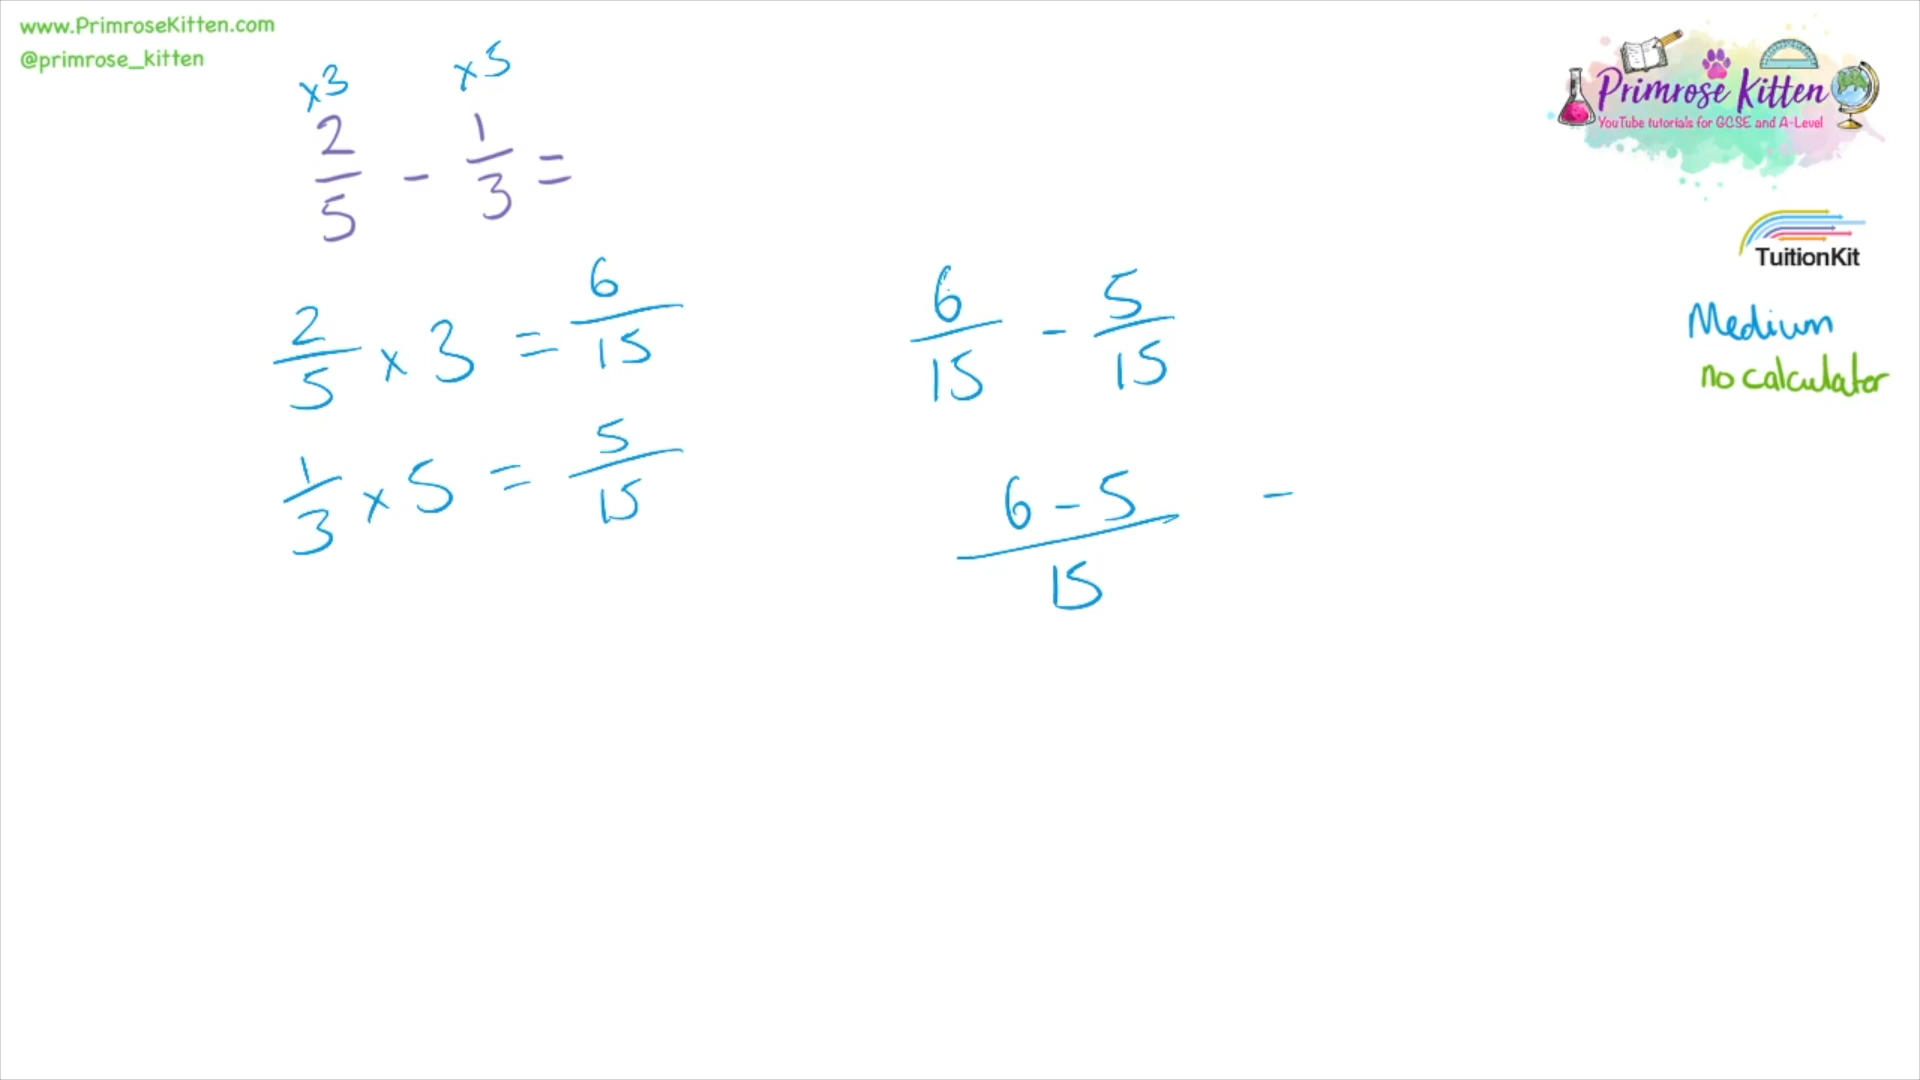 www.PrimroseKitten.com
@primrose_kitten
x3 x5
2/5 - 1/3 =
2/5 x 3 = 6/15
1/3 x 5 = 5/15
6/15 - 5/15
6 - 5/15 -
Primrose Kitten
YouTube tutorials for GCSE and A-Level
TuitionKit
Medium
no calculator